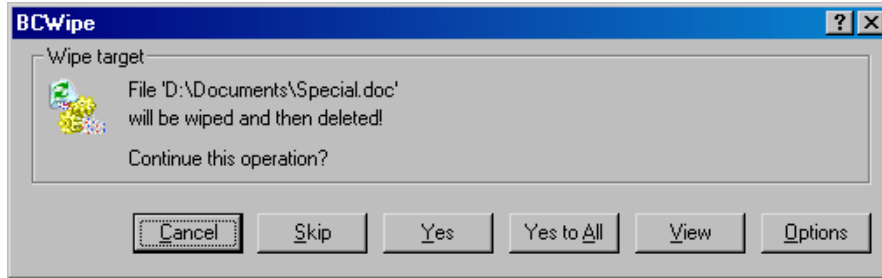 BCWipe
Wipe target
File 'D:\Documents\Special.doc'
will be wiped and then deleted!
Continue this operation?
Cancel Skip Yes Yes to All View Options